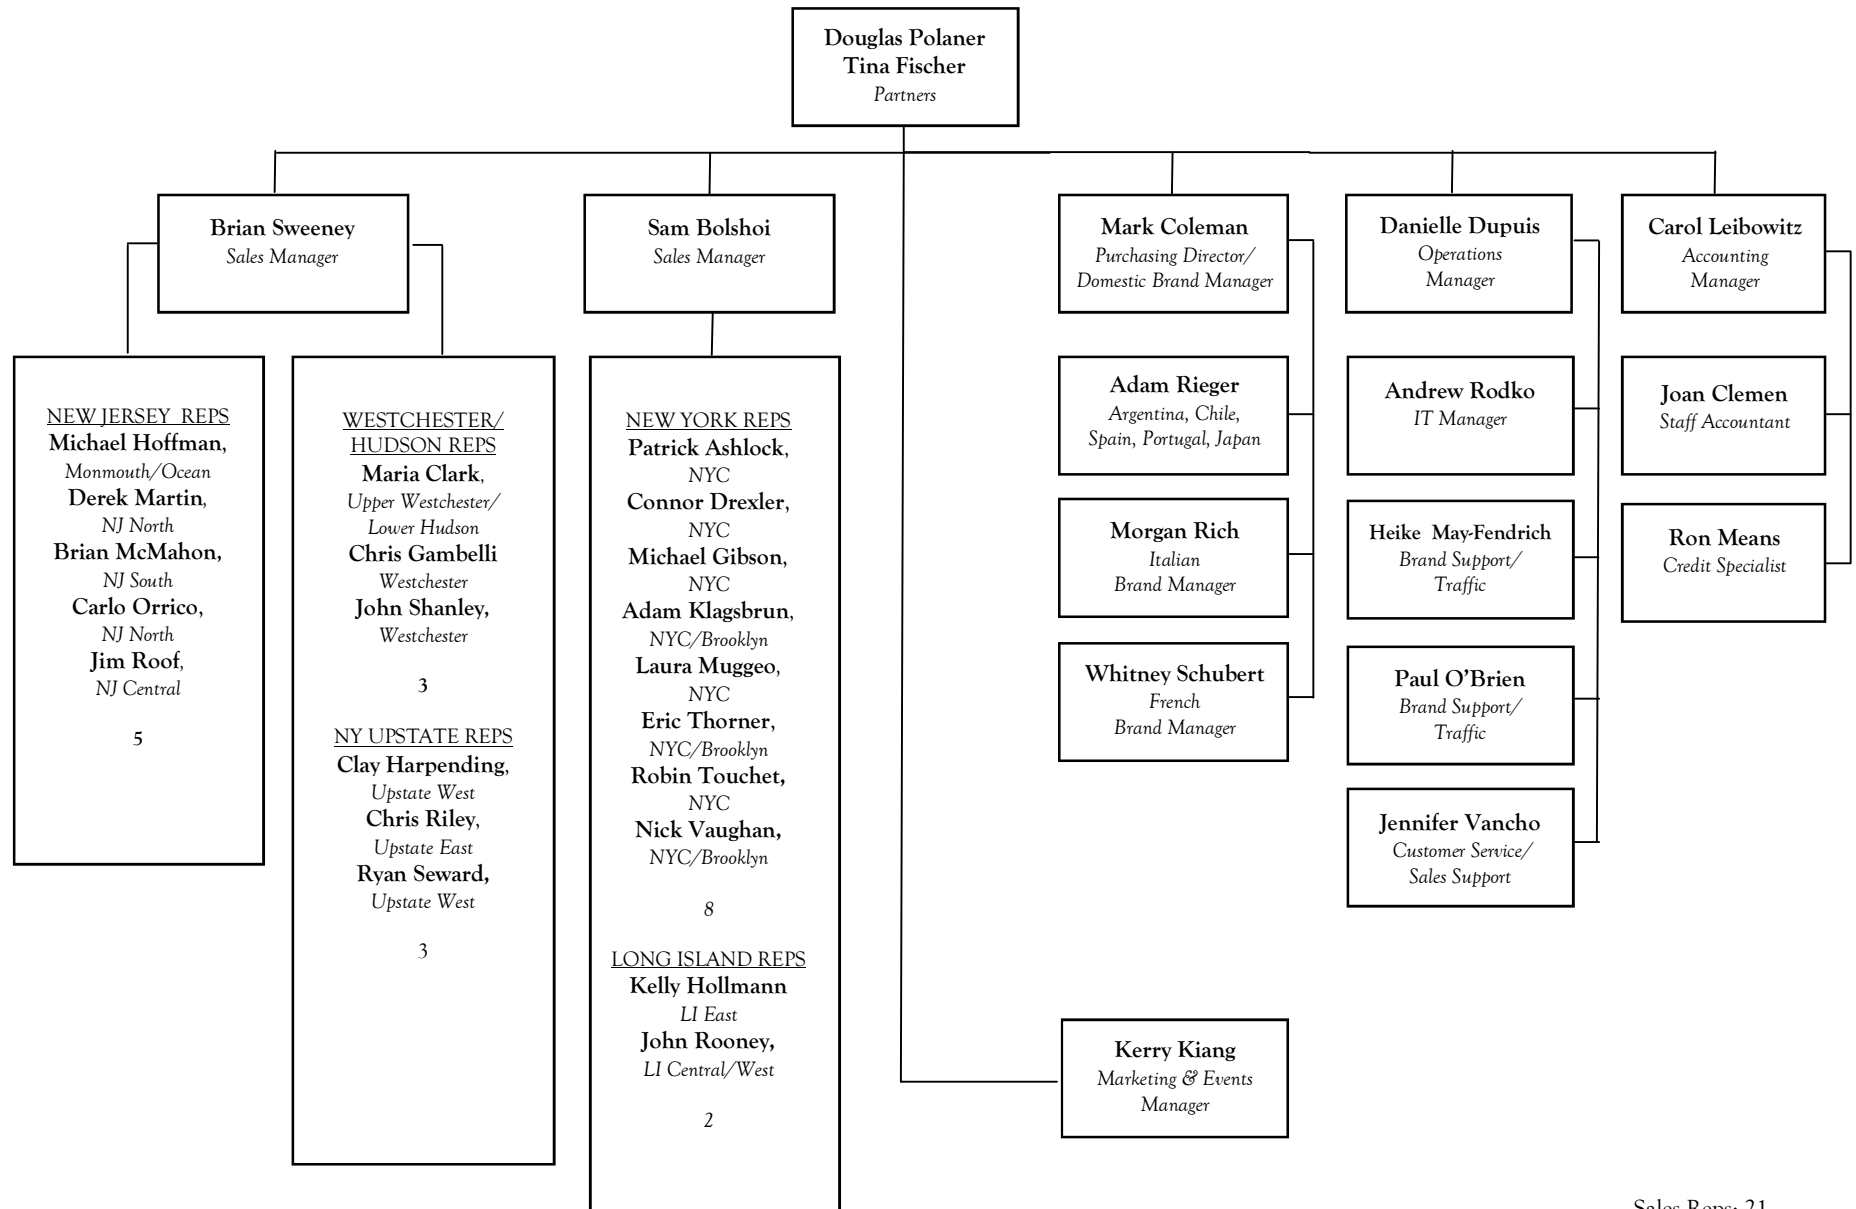 Douglas Polaner
Tina Fischer
Partners
Brian Sweeney
Sales Manager
Sam Bolshoi
Sales Manager
Mark Coleman
Purchasing Director/
Domestic Brand Manager
Danielle Dupuis
Operations
Manager
Carol Leibowitz
Accounting
Manager
NEW JERSEY REPS
Michael Hoffman,
Monmouth/Ocean
Derek Martin,
NJ North
Brian McMahon,
NJ South
Carlo Orrico,
NJ North
Jim Roof,
NJ Central
5
WESTCHESTER/
HUDSON REPS
Maria Clark,
Upper Westchester/
Lower Hudson
Chris Gambelli
Westchester
John Shanley,
Westchester
3
NY UPSTATE REPS
Clay Harpending,
Upstate West
Chris Riley,
Upstate East
Ryan Seward,
Upstate West
3
NEW YORK REPS
Patrick Ashlock,
NYC
Connor Drexler,
NYC
Michael Gibson,
NYC
Adam Klagsbrun,
NYC/Brooklyn
Laura Muggeo,
NYC
Eric Thorner,
NYC/Brooklyn
Robin Touchet,
NYC
Nick Vaughan,
NYC/Brooklyn
8
LONG ISLAND REPS
Kelly Hollmann
LI East
John Rooney,
LI Central/West
2
Adam Rieger
Argentina, Chile,
Spain, Portugal, Japan
Morgan Rich
Italian
Brand Manager
Whitney Schubert
French
Brand Manager
Andrew Rodko
IT Manager
Heike May-Fendrich
Brand Support/
Traffic
Paul O’Brien
Brand Support/
Traffic
Jennifer Vancho
Customer Service/
Sales Support
Joan Clemen
Staff Accountant
Ron Means
Credit Specialist
Kerry Kiang
Marketing & Events
Manager
Sales Reps: 21